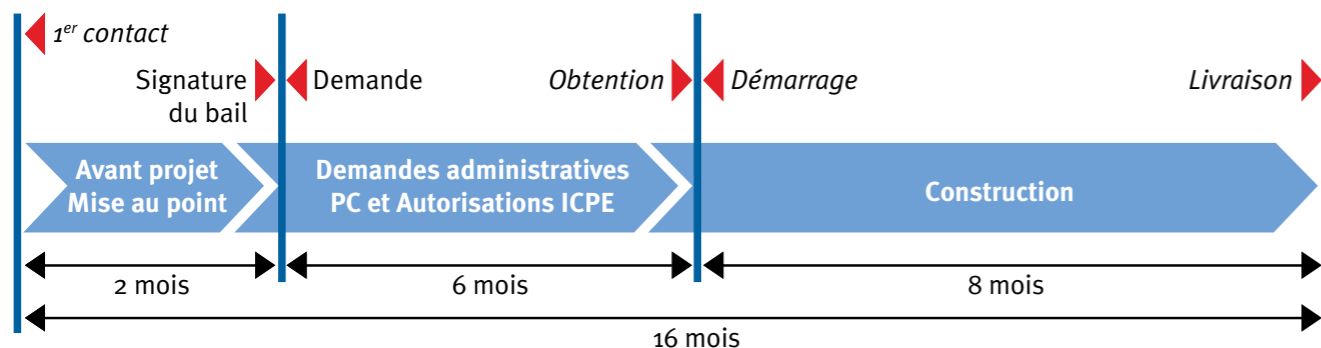 1er contact
Signature
du bail
Demande
Obtention
Démarrage
Livraison
Avant projet
Mise au point
Demandes administratives
PC et Autorisations ICPE
Construction
2 mois
6 mois
8 mois
16 mois